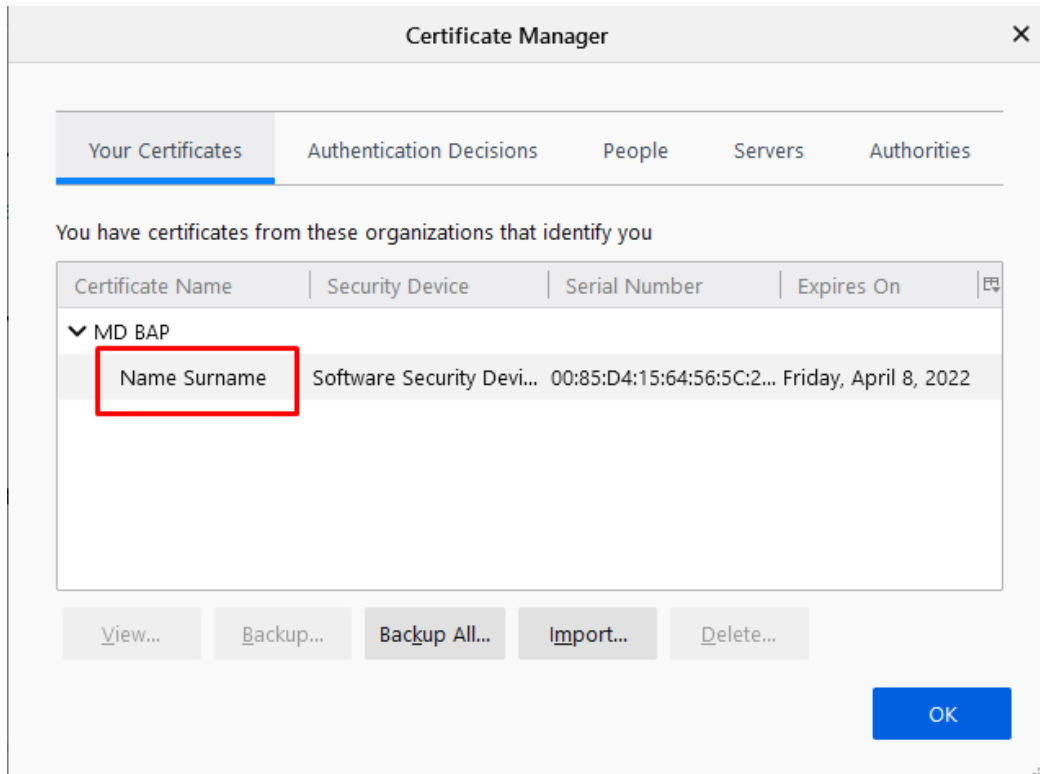 Certificate Manager
Your Certificates Authentication Decisions People Servers Authorities
You have certificates from these organizations that identify you
Certificate Name Security Device Serial Number Expires On
MD BAP
Name Surname Software Security Devi... 00:85:D4:15:64:56:5C:2... Friday, April 8, 2022
View... Backup... Backup All... Import... Delete...
OK